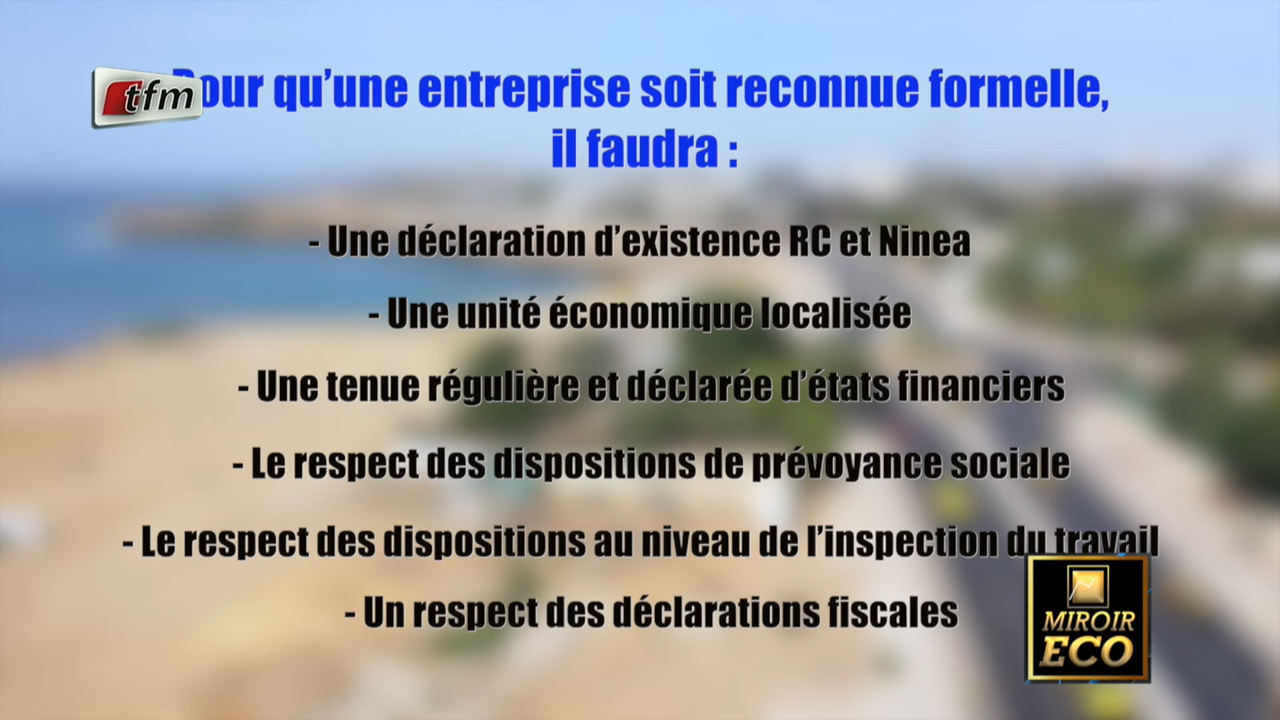 tfm
Pour qu'une entreprise soit reconnue formelle,
il faudra :
- Une déclaration d'existence RC et Ninea
- Une unité économique localisée
- Une tenue régulière et déclarée d'états financiers
- Le respect des dispositions de prévoyance sociale
- Le respect des dispositions au niveau de l'inspection du travail
- Un respect des déclarations fiscales
MIROIR
ECO